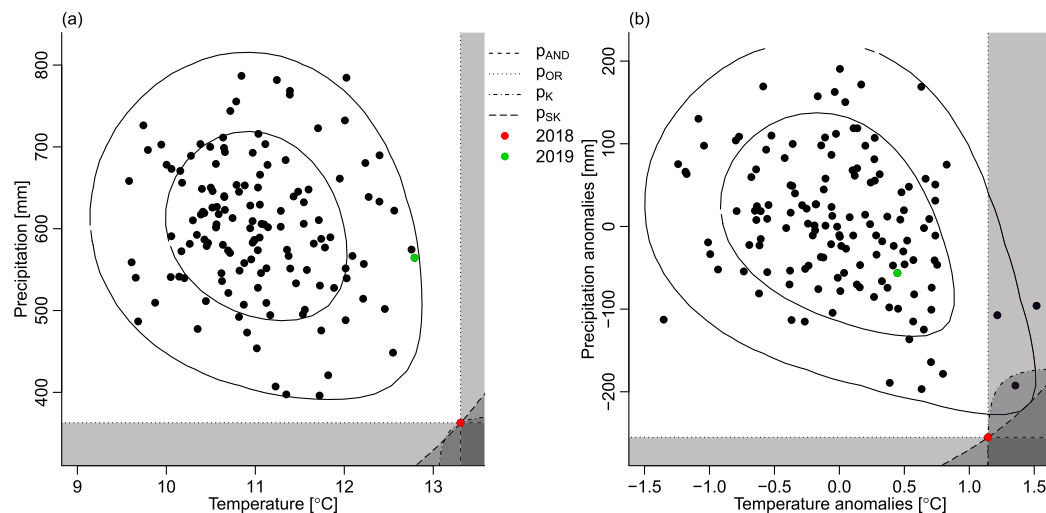 (a)
800
700
600
500
400
Precipitation [mm]
9
10
11
12
13
Temperature [°C]
pAND
pOR
pK
pSK
2018
2019
(b)
200
100
0
−100
−200
Precipitation anomalies [mm]
−1.5
−1.0
−0.5
0.0
0.5
1.0
1.5
Temperature anomalies [°C]